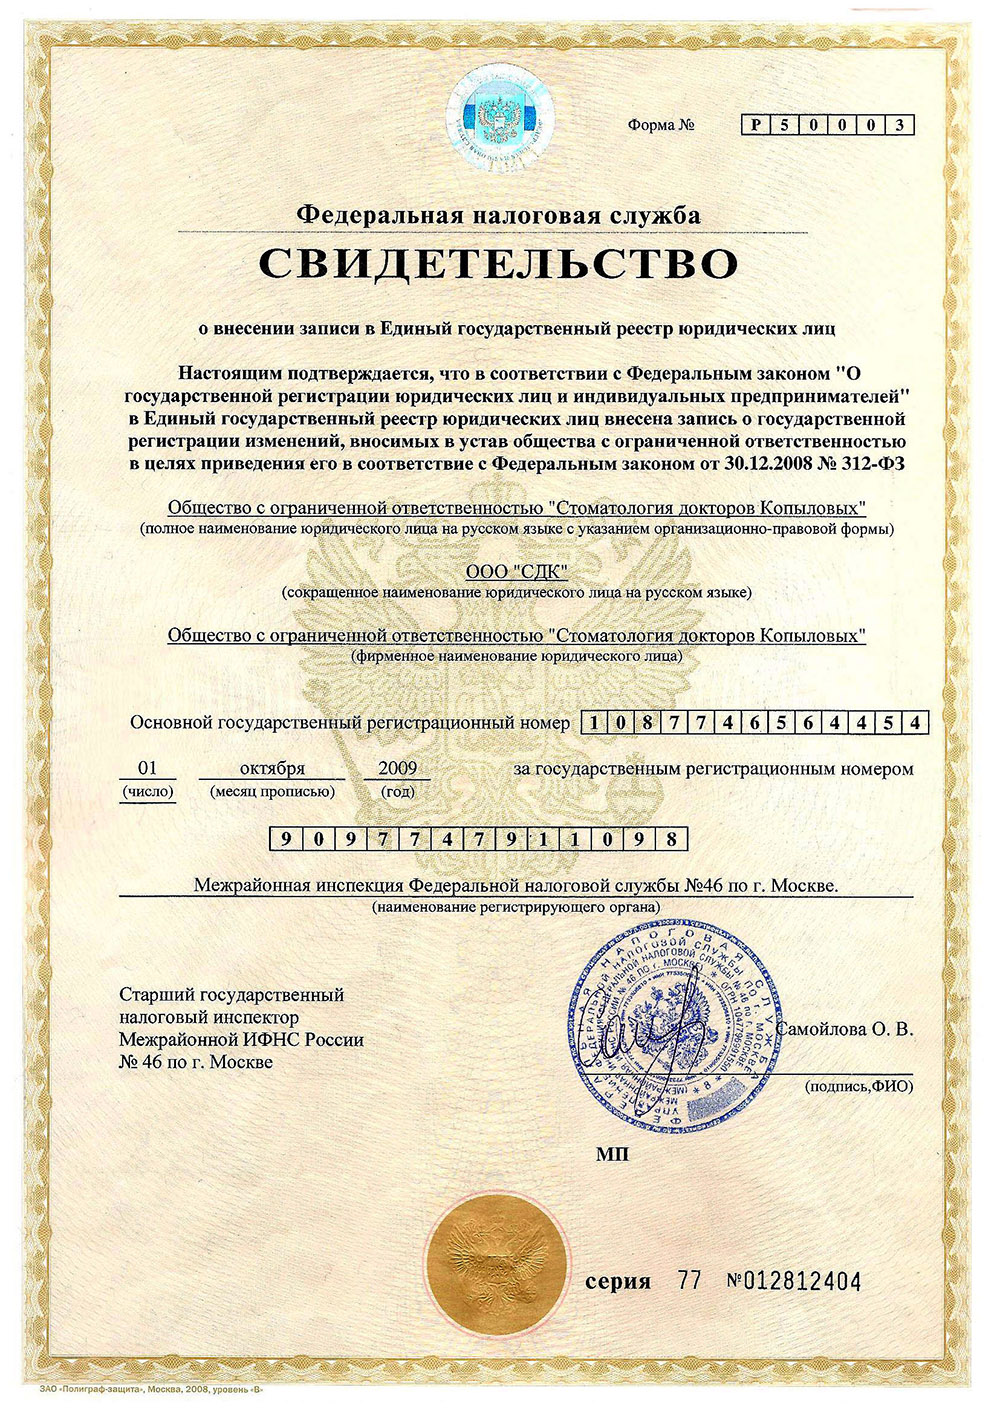 Форма № Р 5 0 0 0 3
Федеральная налоговая служба
СВИДЕТЕЛЬСТВО
о внесении записи в Единый государственный реестр юридических лиц
Настоящим подтверждается, что в соответствии с Федеральным законом "О
государственной регистрации юридических лиц и индивидуальных предпринимателей"
в Единый государственный реестр юридических лиц внесена запись о государственной
регистрации изменений, вносимых в устав общества с ограниченной ответственностью
в целях приведения его в соответствие с Федеральным законом от 30.12.2008 № 312-ФЗ
Общество с ограниченной ответственностью "Стоматология докторов Копыловых"
(полное наименование юридического лица на русском языке с указанием организационно-правовой формы)
ООО "СДК"
(сокращенное наименование юридического лица на русском языке)
Общество с ограниченной ответственностью "Стоматология докторов Копыловых"
(фирменное наименование юридического лица)
Основной государственный регистрационный номер 1 0 8 7 7 4 6 5 6 4 4 5 4
01 октября 2009 за государственным регистрационным номером
(число) (месяц прописью) (год)
9 0 9 7 7 4 7 9 1 1 0 9 8
Межрайонная инспекция Федеральной налоговой службы №46 по г. Москве.
(наименование регистрирующего органа)
Старший государственный
налоговый инспектор
Межрайонной ИФНС России
№ 46 по г. Москве
Самойлова О. В.
(подпись,ФИО)
ФЕДЕРАЛЬНАЯ НАЛОГОВАЯ СЛУЖБА
МП
серия 77 №012812404
ЗАО «Полиграф-защита», Москва, 2008, уровень «В»